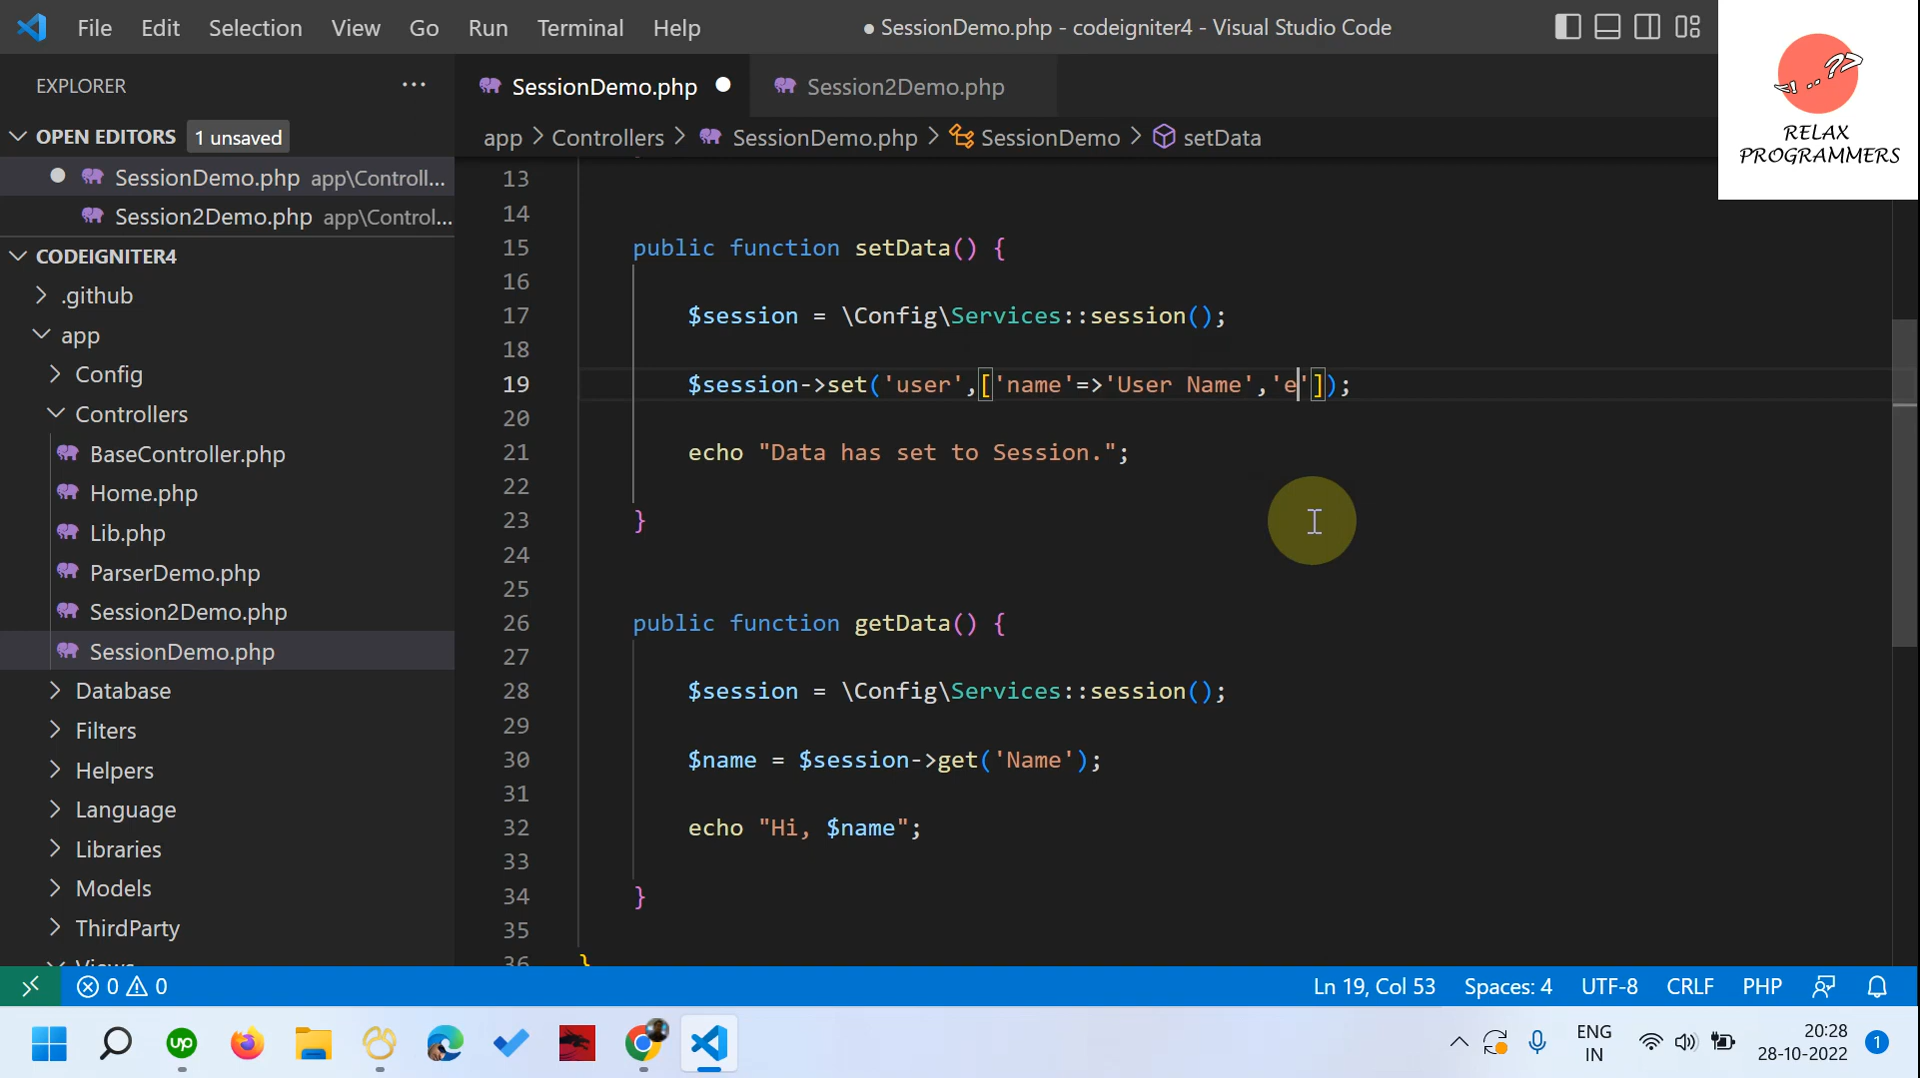 File Edit Selection View Go Run Terminal Help
● SessionDemo.php - codeigniter4 - Visual Studio Code
<!..?>
RELAX
PROGRAMMERS
EXPLORER
SessionDemo.php
Session2Demo.php
OPEN EDITORS 1 unsaved
SessionDemo.php app\Controll...
Session2Demo.php app\Control...
app > Controllers > SessionDemo.php > SessionDemo > setData
CODEIGNITER4
.github
app
Config
Controllers
BaseController.php
Home.php
Lib.php
ParserDemo.php
Session2Demo.php
SessionDemo.php
Database
Filters
Helpers
Language
Libraries
Models
ThirdParty
Views
13
14
15 public function setData() {
16
17 $session = \Config\Services::session();
18
19 $session->set('user',['name'=>'User Name','e']);
20
21 echo "Data has set to Session.";
22
23 }
24
25
26 public function getData() {
27
28 $session = \Config\Services::session();
29
30 $name = $session->get('Name');
31
32 echo "Hi, $name";
33
34 }
35
36 }
0 0
Ln 19, Col 53 Spaces: 4 UTF-8 CRLF PHP
up
ENG
IN
20:28
28-10-2022
1